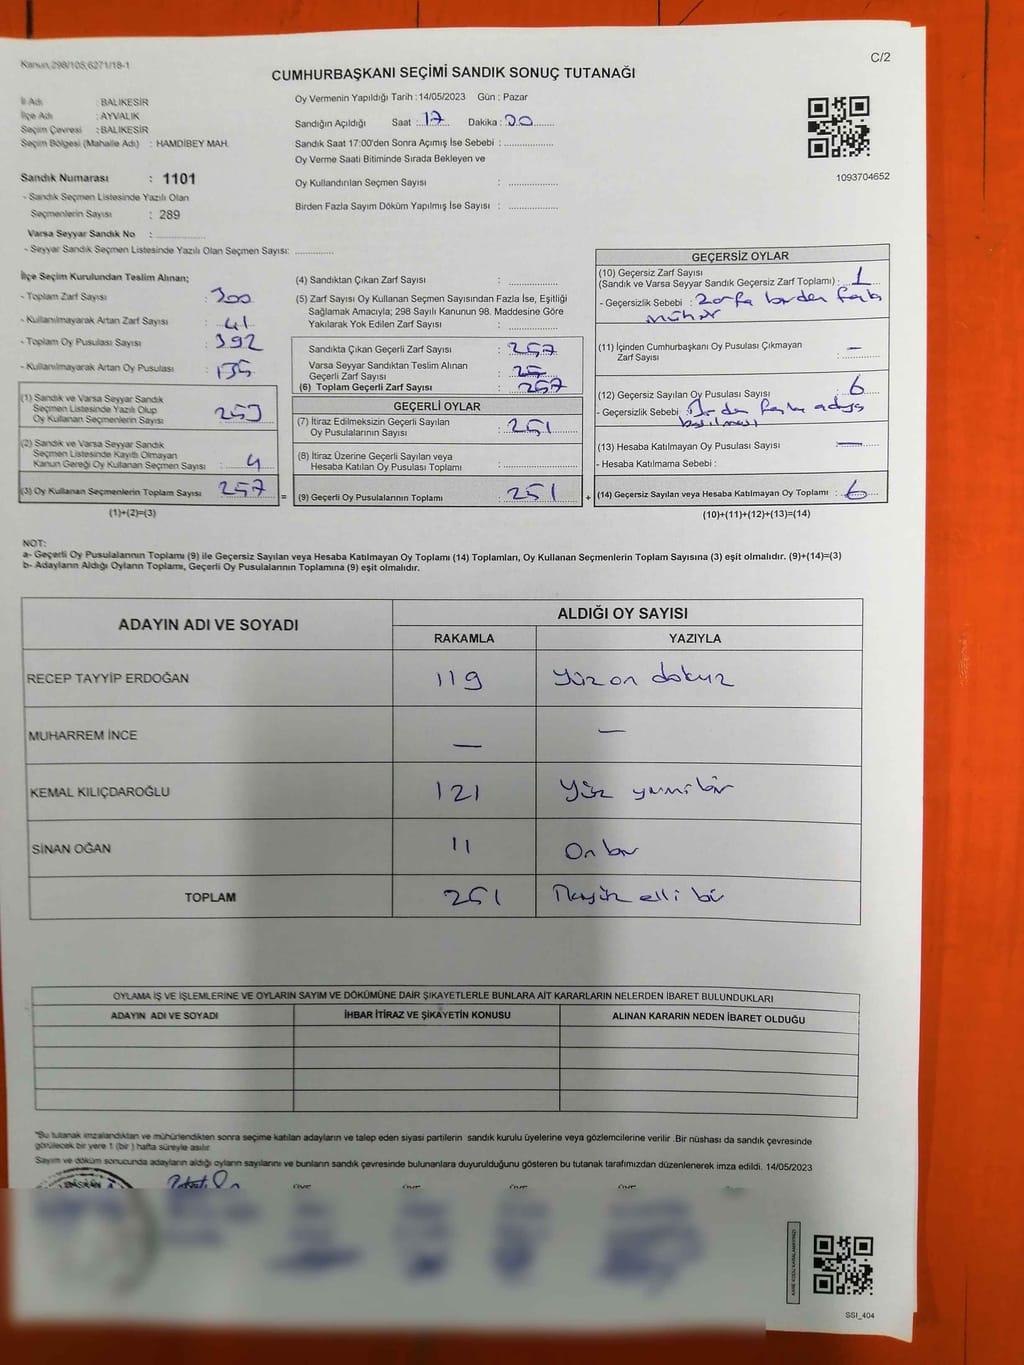 Kanun,298/105,6271/18-1
C/2
CUMHURBAŞKANI SEÇİMİ SANDIK SONUÇ TUTANAĞI
İl Adı : BALIKESİR
İlçe Adı : AYVALIK
Seçim Çevresi : BALIKESİR
Seçim Bölgesi (Mahalle Adı) : HAMDİBEY MAH.
Sandık Numarası : 1101
- Sandık Seçmen Listesinde Yazılı Olan
Seçmenlerin Sayısı : 289
Varsa Seyyar Sandık No : ..............
- Seyyar Sandık Seçmen Listesinde Yazılı Olan Seçmen Sayısı: ............
Oy Vermenin Yapıldığı Tarih : 14/05/2023 Gün : Pazar
Sandığın Açıldığı Saat : 17 Dakika : 00
Sandık Saat 17:00'den Sonra Açımış İse Sebebi : ...............
Oy Verme Saati Bitiminde Sırada Bekleyen ve
Oy Kullandırılan Seçmen Sayısı : ...............
Birden Fazla Sayım Döküm Yapılmış İse Sayısı : ...............
1093704652
İlçe Seçim Kurulundan Teslim Alınan;
- Toplam Zarf Sayısı : 300
- Kullanılmayarak Artan Zarf Sayısı : 41
- Toplam Oy Pusulası Sayısı : 392
- Kullanılmayarak Artan Oy Pusulası : 135
(1) Sandık ve Varsa Seyyar Sandık
Seçmen Listesinde Yazılı Olup
Oy Kullanan Seçmenlerin Sayısı : 253
(2) Sandık ve Varsa Seyyar Sandık
Seçmen Listesinde Kayıtlı Olmayan
Kanun Gereği Oy Kullanan Seçmen Sayısı : 4
(3) Oy Kullanan Seçmenlerin Toplam Sayısı : 257
(1)+(2)=(3)
(4) Sandıktan Çıkan Zarf Sayısı : ...............
(5) Zarf Sayısı Oy Kullanan Seçmen Sayısından Fazla İse, Eşitliği
Sağlamak Amacıyla; 298 Sayılı Kanunun 98. Maddesine Göre
Yakılarak Yok Edilen Zarf Sayısı : ...............
Sandıkta Çıkan Geçerli Zarf Sayısı : 257
Varsa Seyyar Sandıktan Teslim Alınan
Geçerli Zarf Sayısı :
(6) Toplam Geçerli Zarf Sayısı : 257
GEÇERLİ OYLAR
(7) İtiraz Edilmeksizin Geçerli Sayılan
Oy Pusulalarının Sayısı : 251
(8) İtiraz Üzerine Geçerli Sayılan veya
Hesaba Katılan Oy Pusulası Toplamı : ...............
= (9) Geçerli Oy Pusulalarının Toplamı : 251
GEÇERSİZ OYLAR
(10) Geçersiz Zarf Sayısı
(Sandık ve Varsa Seyyar Sandık Geçersiz Zarf Toplamı) : 1
- Geçersizlik Sebebi : Zarfa birden fazla
mühür
(11) İçinden Cumhurbaşkanı Oy Pusulası Çıkmayan
Zarf Sayısı : —
(12) Geçersiz Sayılan Oy Pusulası Sayısı : 6
- Geçersizlik Sebebi : Birden fazla adaya
basılması
(13) Hesaba Katılmayan Oy Pusulası Sayısı : —
- Hesaba Katılmama Sebebi :
+ (14) Geçersiz Sayılan veya Hesaba Katılmayan Oy Toplamı : 6
(10)+(11)+(12)+(13)=(14)
NOT:
a- Geçerli Oy Pusulalarının Toplamı (9) ile Geçersiz Sayılan veya Hesaba Katılmayan Oy Toplamı (14) Toplamları, Oy Kullanan Seçmenlerin Toplam Sayısına (3) eşit olmalıdır. (9)+(14)=(3)
b- Adayların Aldığı Oyların Toplamı, Geçerli Oy Pusulalarının Toplamına (9) eşit olmalıdır.
ADAYIN ADI VE SOYADI
ALDIĞI OY SAYISI
RAKAMLA YAZIYLA
RECEP TAYYİP ERDOĞAN 119 Yüz on dokuz
MUHARREM İNCE — —
KEMAL KILIÇDAROĞLU 121 Yüz yirmi bir
SİNAN OĞAN 11 On bir
TOPLAM 251 İkiyüz elli bir
OYLAMA İŞ VE İŞLEMLERİNE VE OYLARIN SAYIM VE DÖKÜMÜNE DAİR ŞİKAYETLERLE BUNLARA AİT KARARLARIN NELERDEN İBARET BULUNDUKLARI
ADAYIN ADI VE SOYADI İHBAR İTİRAZ VE ŞİKAYETİN KONUSU ALINAN KARARIN NEDEN İBARET OLDUĞU
*Bu tutanak imzalandıktan ve mühürlendikten sonra seçime katılan adayların ve talep eden siyasi partilerin sandık kurulu üyelerine veya gözlemcilerine verilir .Bir nüshası da sandık çevresinde
görülecek bir yere 1 (bir ) hafta süreyle asılır.
Sayım ve döküm sonucunda adayların aldığı oyların sayılarını ve bunların sandık çevresinde bulunanlara duyurulduğunu gösteren bu tutanak tarafımızdan düzenlenerek imza edildi. 14/05/2023
SSI_404